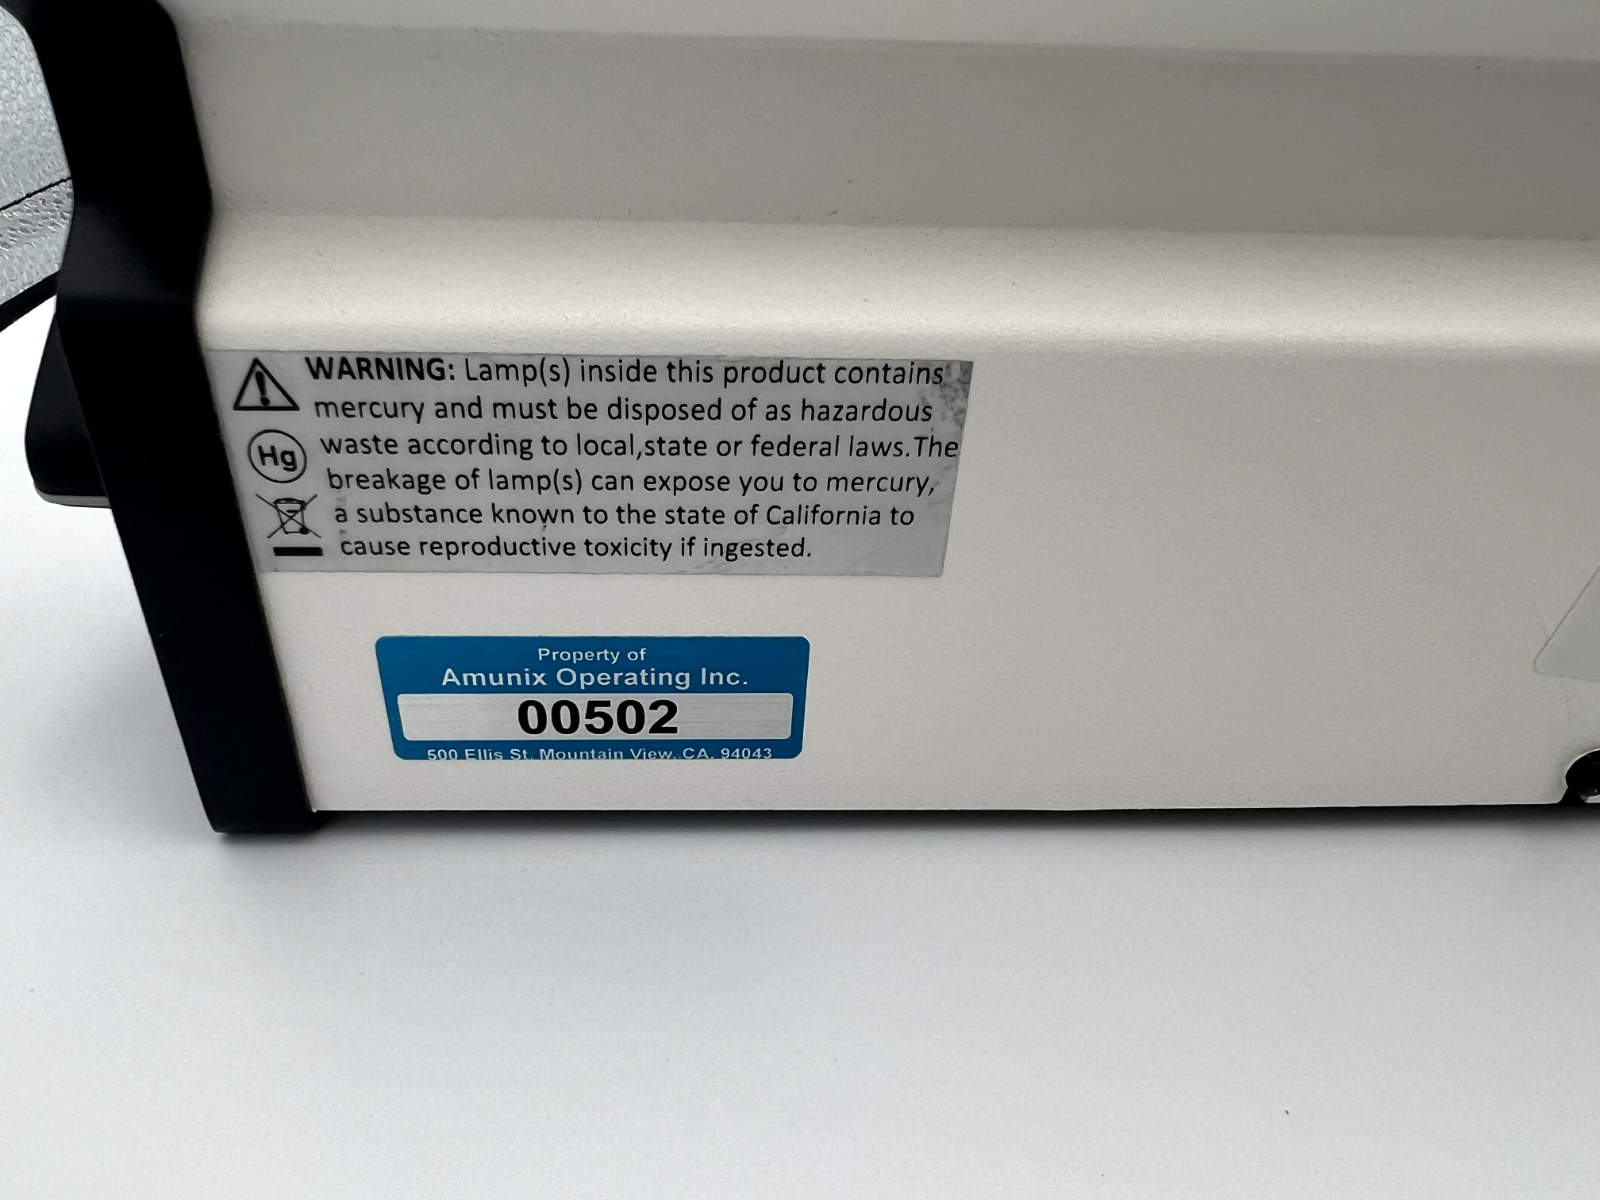 WARNING: Lamp(s) inside this product contains
mercury and must be disposed of as hazardous
Hg
waste according to local,state or federal laws.The
breakage of lamp(s) can expose you to mercury,
a substance known to the state of California to
cause reproductive toxicity if ingested.
Property of
Amunix Operating Inc.
00502
500 Ellis St. Mountain View, CA. 94043